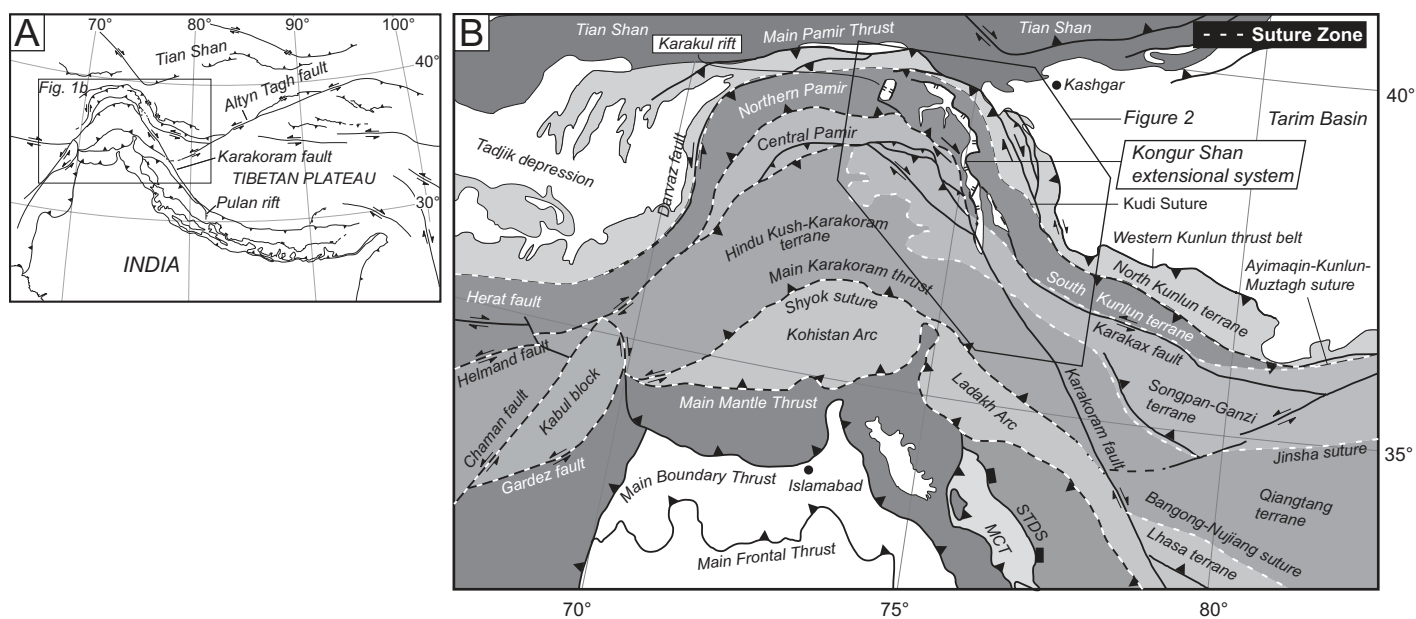 A
70°
80°
90°
100°
Tian Shan
40°
Fig. 1b
Altyn Tagh fault
Karakoram fault
TIBETAN PLATEAU
30°
Pulan rift
INDIA
B
Tian Shan
Main Pamir Thrust
Tian Shan
Suture Zone
Karakul rift
Kashgar
40°
Northern Pamir
Figure 2
Tarim Basin
Central Pamir
Tadjik depression
Kongur Shan
extensional system
Darvaz fault
Kudi Suture
Hindu Kush-Karakoram
terrane
Western Kunlun thrust belt
Main Karakoram thrust
North Kunlun terrane
Ayimaqin-Kunlun-
Muztagh suture
South Kunlun terrane
Herat fault
Shyok suture
Kohistan Arc
Karakax fault
Helmand fault
Kabul block
Chaman fault
Ladakh Arc
Karakoram fault
Songpan-Ganzi
terrane
Main Mantle Thrust
Gardez fault
Jinsha suture
35°
Main Boundary Thrust
Islamabad
Qiangtang
terrane
STDS
MCT
Bangong-Nujiang suture
Lhasa terrane
Main Frontal Thrust
70°
75°
80°